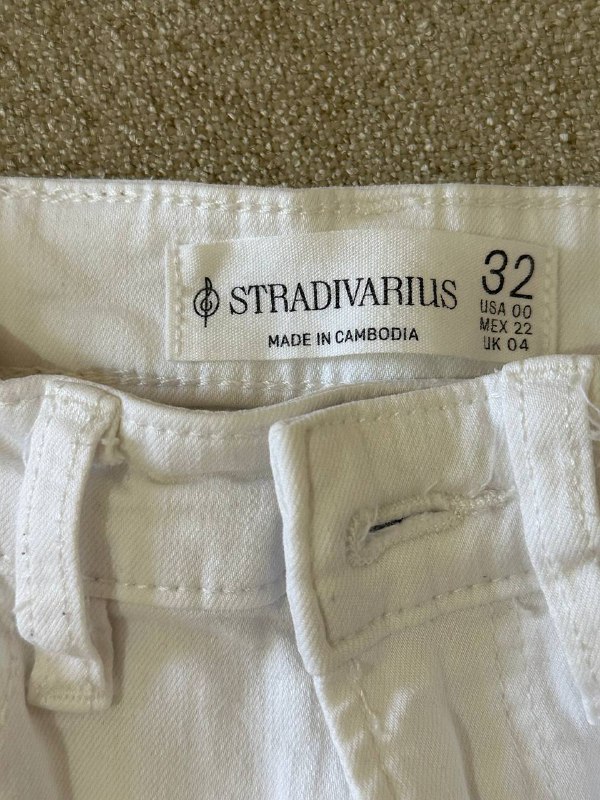 STRADIVARIUS
MADE IN CAMBODIA
32
USA 00
MEX 22
UK 04